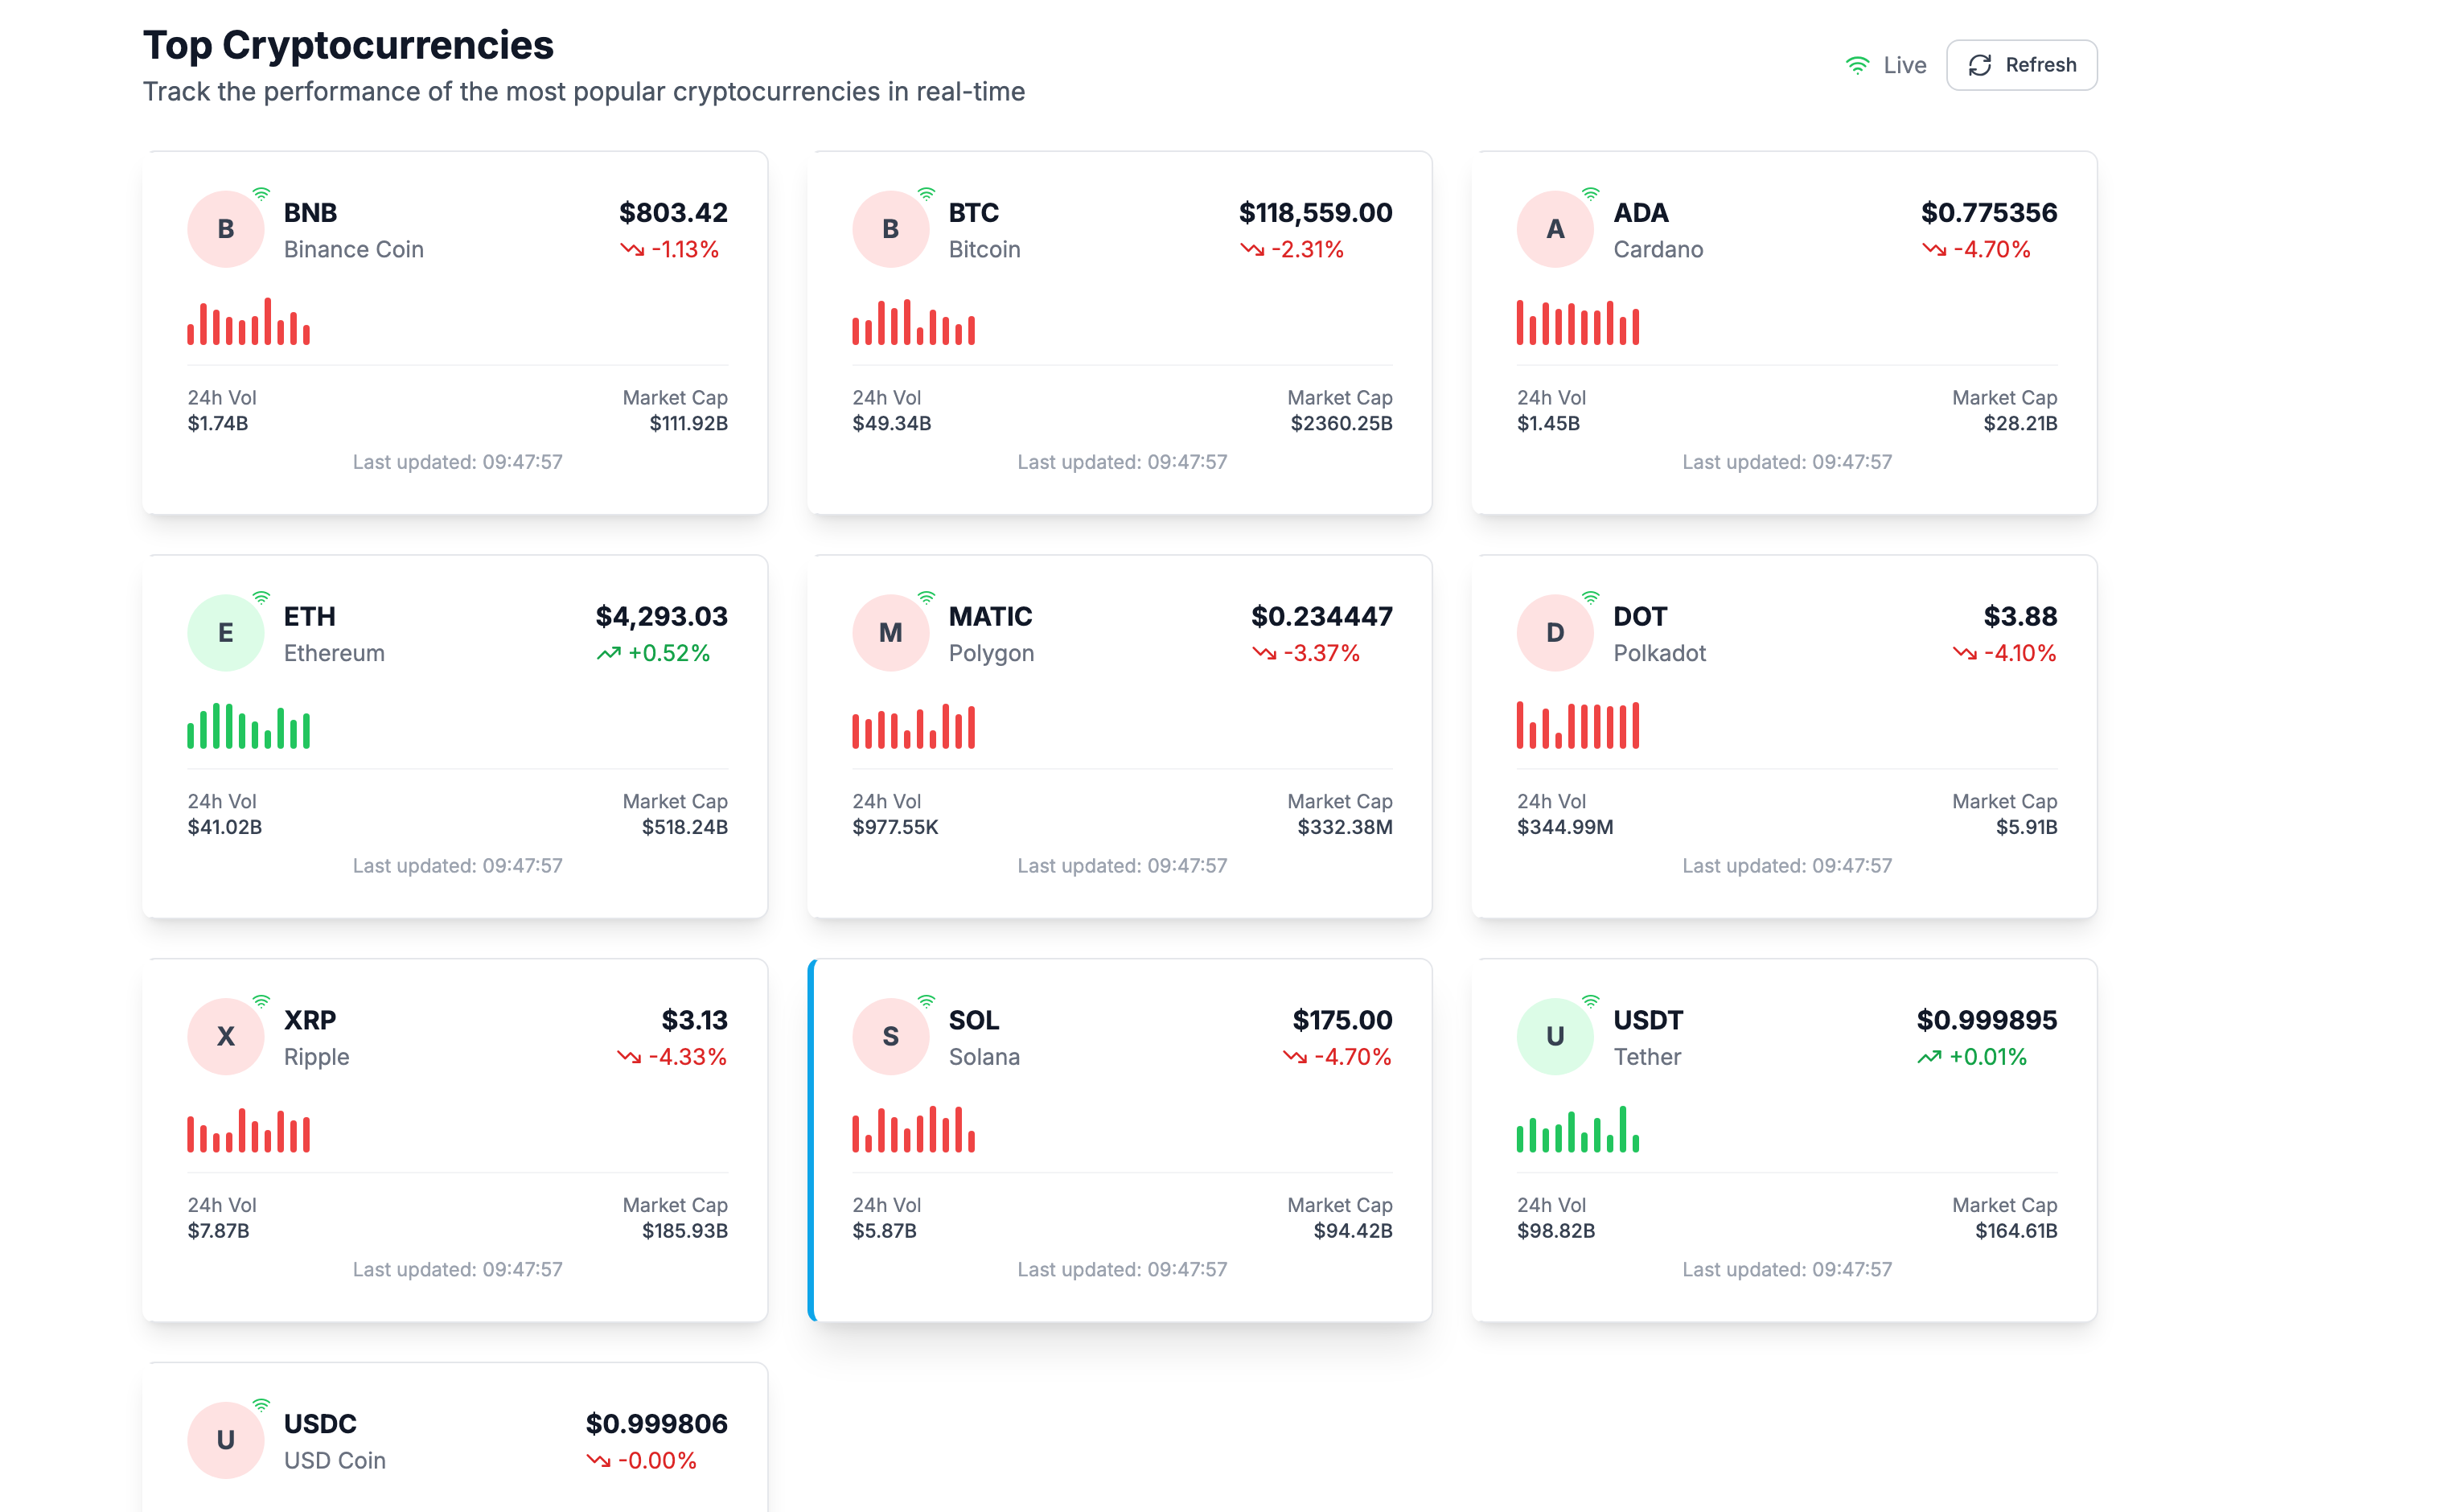 Top Cryptocurrencies
Track the performance of the most popular cryptocurrencies in real-time
Live
Refresh
B
BNB
Binance Coin
$803.42
-1.13%
24h Vol
$1.74B
Market Cap
$111.92B
Last updated: 09:47:57
B
BTC
Bitcoin
$118,559.00
-2.31%
24h Vol
$49.34B
Market Cap
$2360.25B
Last updated: 09:47:57
A
ADA
Cardano
$0.775356
-4.70%
24h Vol
$1.45B
Market Cap
$28.21B
Last updated: 09:47:57
E
ETH
Ethereum
$4,293.03
+0.52%
24h Vol
$41.02B
Market Cap
$518.24B
Last updated: 09:47:57
M
MATIC
Polygon
$0.234447
-3.37%
24h Vol
$977.55K
Market Cap
$332.38M
Last updated: 09:47:57
D
DOT
Polkadot
$3.88
-4.10%
24h Vol
$344.99M
Market Cap
$5.91B
Last updated: 09:47:57
X
XRP
Ripple
$3.13
-4.33%
24h Vol
$7.87B
Market Cap
$185.93B
Last updated: 09:47:57
S
SOL
Solana
$175.00
-4.70%
24h Vol
$5.87B
Market Cap
$94.42B
Last updated: 09:47:57
U
USDT
Tether
$0.999895
+0.01%
24h Vol
$98.82B
Market Cap
$164.61B
Last updated: 09:47:57
U
USDC
USD Coin
$0.999806
-0.00%